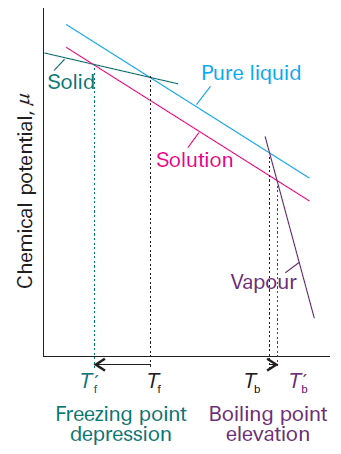 Chemical potential, μ
Solid
Pure liquid
Solution
Vapour
T′f Tf Tb T′b
Freezing point depression
Boiling point elevation